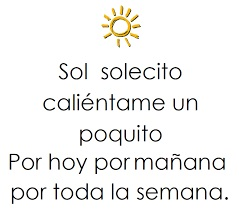 Sol solecito
caliéntame un
poquito
Por hoy por mañana
por toda la semana.